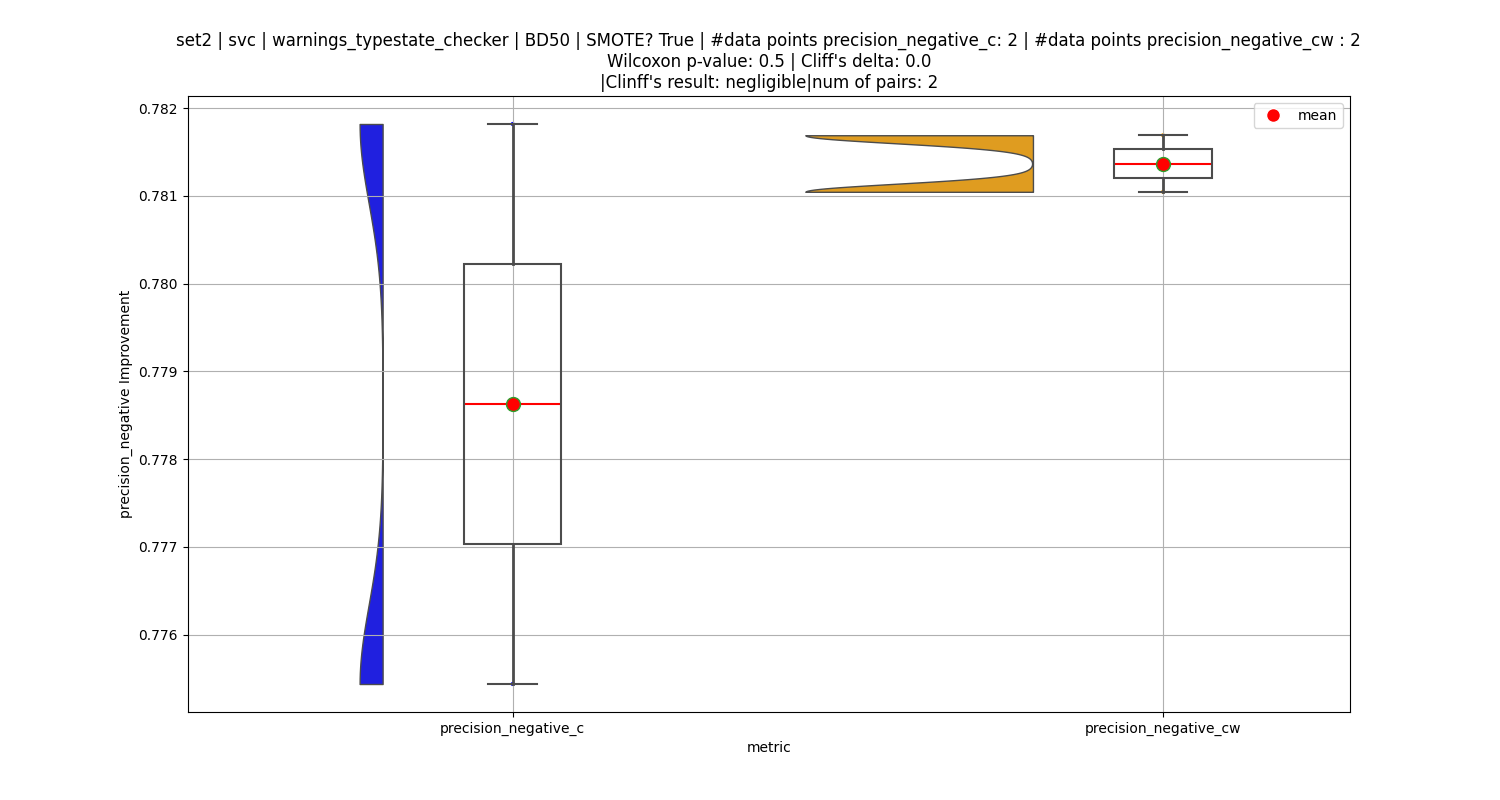 set2 | svc | warnings_typestate_checker | BD50 | SMOTE? True | #data points precision_negative_c: 2 | #data points precision_negative_cw : 2
Wilcoxon p-value: 0.5 | Cliff's delta: 0.0
|Clinff's result: negligible|num of pairs: 2
mean
precision_negative Improvement
0.782
0.781
0.780
0.779
0.778
0.777
0.776
precision_negative_c
precision_negative_cw
metric